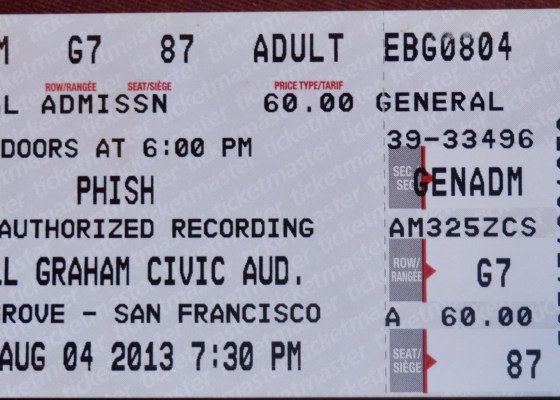 M G7 87 ADULT EBG0804
ROW/RANGÉE SEAT/SIÈGE PRICE TYPE/TARIF
L ADMISSN 60.00 GENERAL
DOORS AT 6:00 PM 39-33496
SEC
SEC GENADM
PHISH
AUTHORIZED RECORDING AM325ZCS
L GRAHAM CIVIC AUD. ROW/
RANGÉE G7
GROVE - SAN FRANCISCO A 60.00
AUG 04 2013 7:30 PM SEAT/
SIÈGE 87